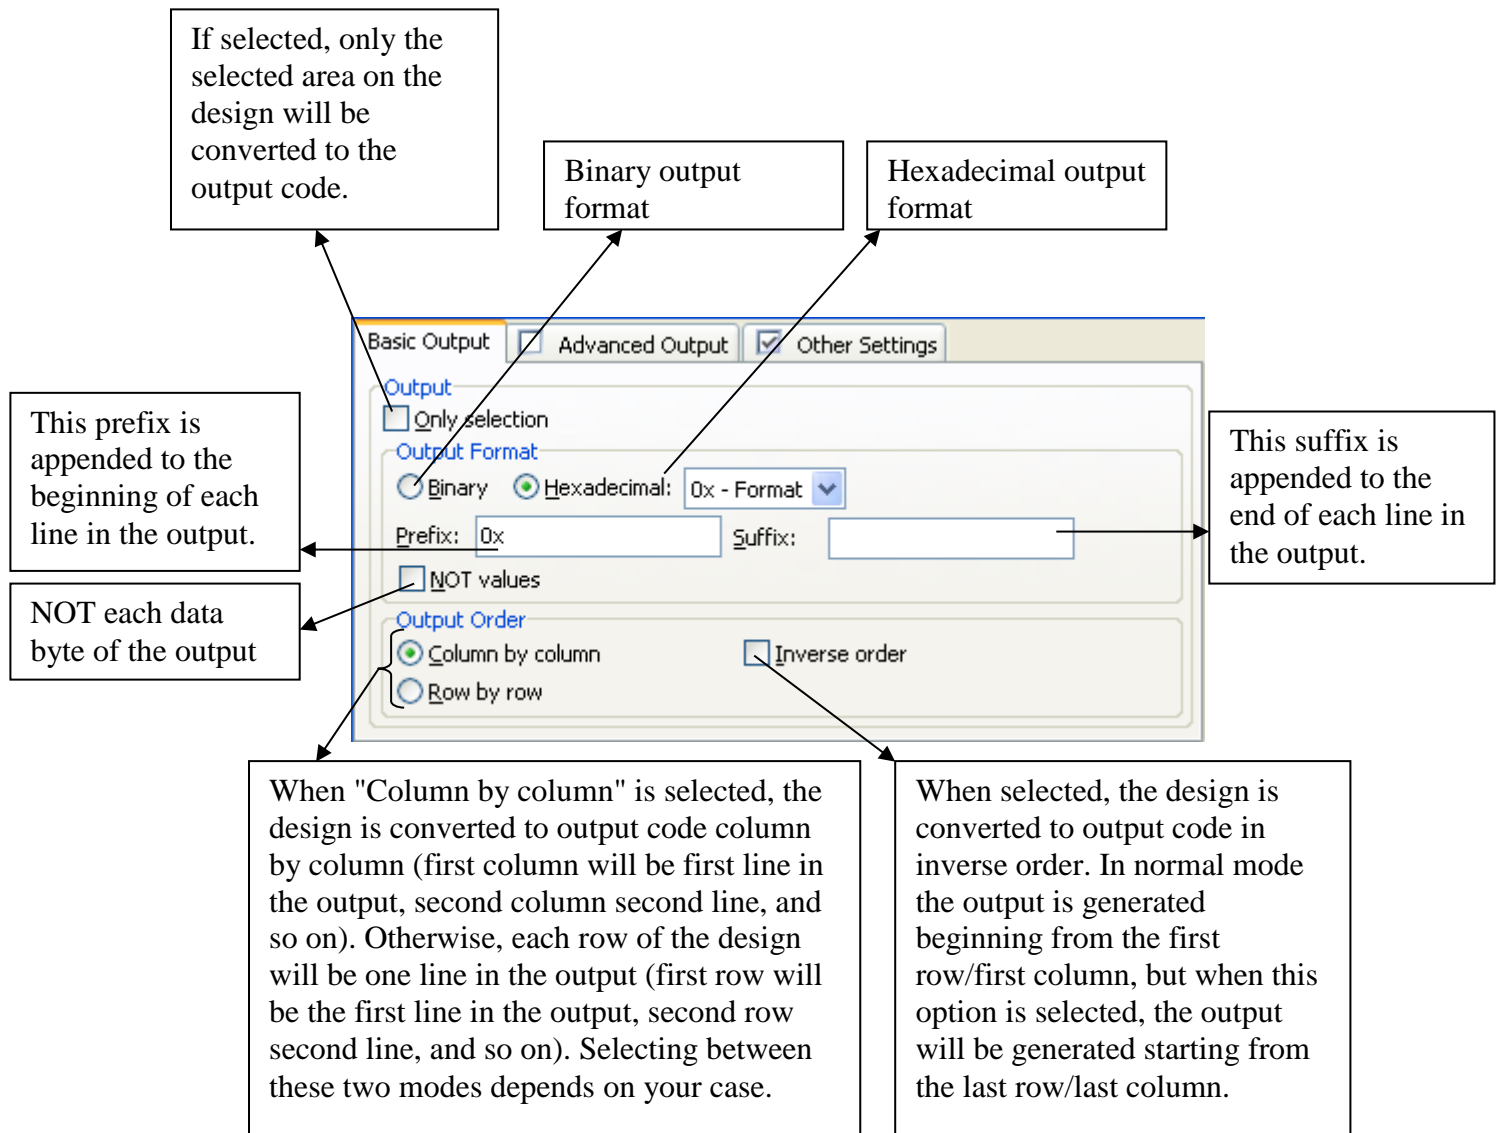 If selected, only the
selected area on the
design will be
converted to the
output code.
Binary output
format
Hexadecimal output
format
Basic Output
Advanced Output
Other Settings
Output
Only selection
Output Format
Binary
Hexadecimal:
0x - Format
Prefix:
0x
Suffix:
NOT values
Output Order
Column by column
Inverse order
Row by row
This prefix is
appended to the
beginning of each
line in the output.
NOT each data
byte of the output
This suffix is
appended to the
end of each line in
the output.
When "Column by column" is selected, the
design is converted to output code column
by column (first column will be first line in
the output, second column second line, and
so on). Otherwise, each row of the design
will be one line in the output (first row will
be the first line in the output, second row
second line, and so on). Selecting between
these two modes depends on your case.
When selected, the design is
converted to output code in
inverse order. In normal mode
the output is generated
beginning from the first
row/first column, but when this
option is selected, the output
will be generated starting from
the last row/last column.